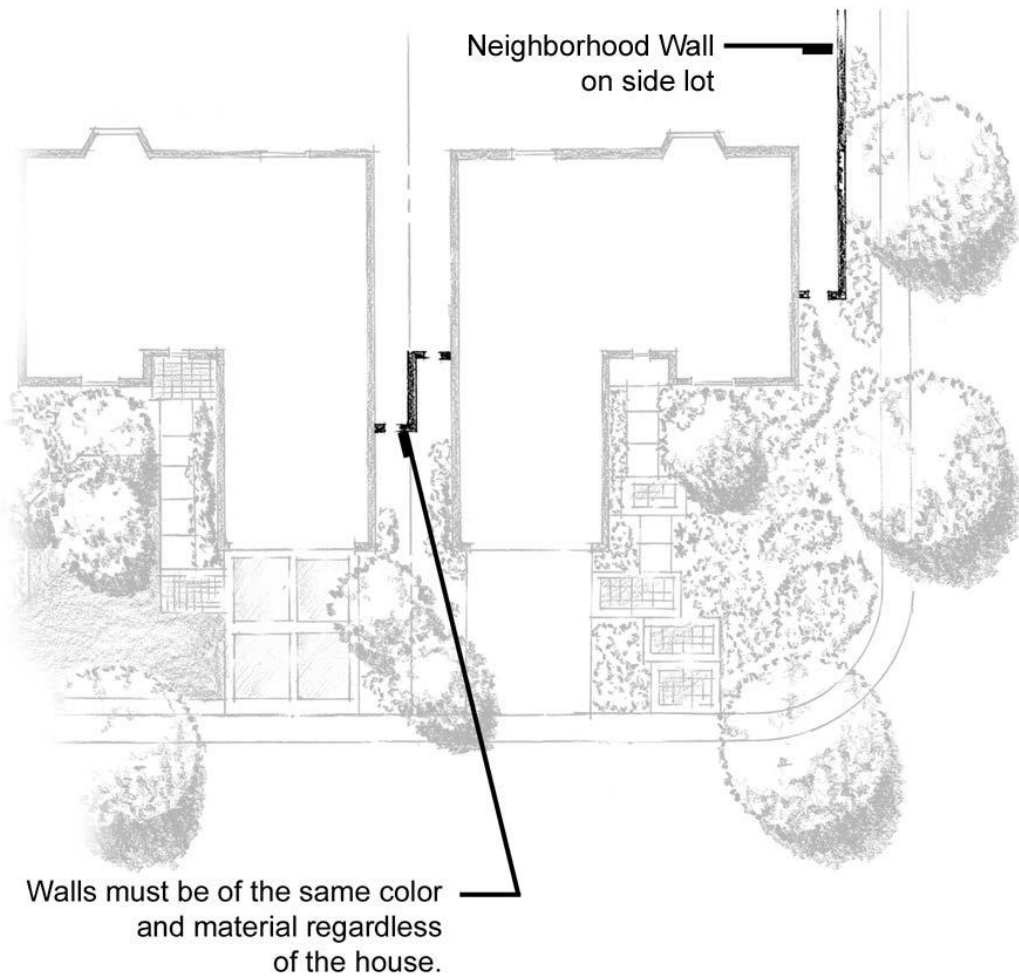 Neighborhood Wall
on side lot
Walls must be of the same color
and material regardless
of the house.